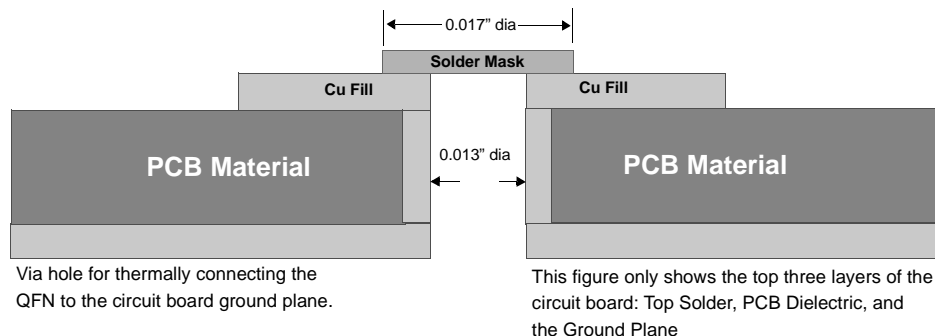 0.017” dia
Solder Mask
Cu Fill
Cu Fill
PCB Material
0.013” dia
PCB Material
Via hole for thermally connecting the
QFN to the circuit board ground plane.
This figure only shows the top three layers of the
circuit board: Top Solder, PCB Dielectric, and
the Ground Plane